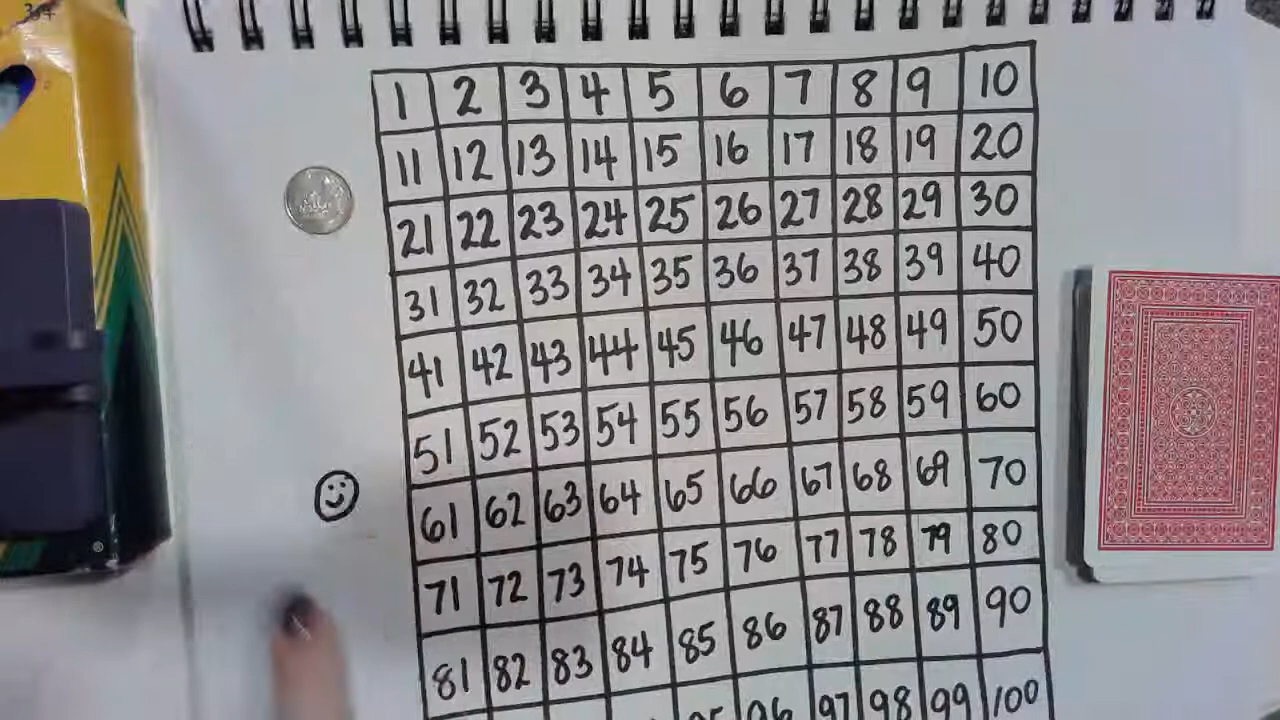 1 2 3 4 5 6 7 8 9 10
11 12 13 14 15 16 17 18 19 20
21 22 23 24 25 26 27 28 29 30
31 32 33 34 35 36 37 38 39 40
41 42 43 44 45 46 47 48 49 50
51 52 53 54 55 56 57 58 59 60
61 62 63 64 65 66 67 68 69 70
71 72 73 74 75 76 77 78 79 80
81 82 83 84 85 86 87 88 89 90
95 96 97 98 99 100